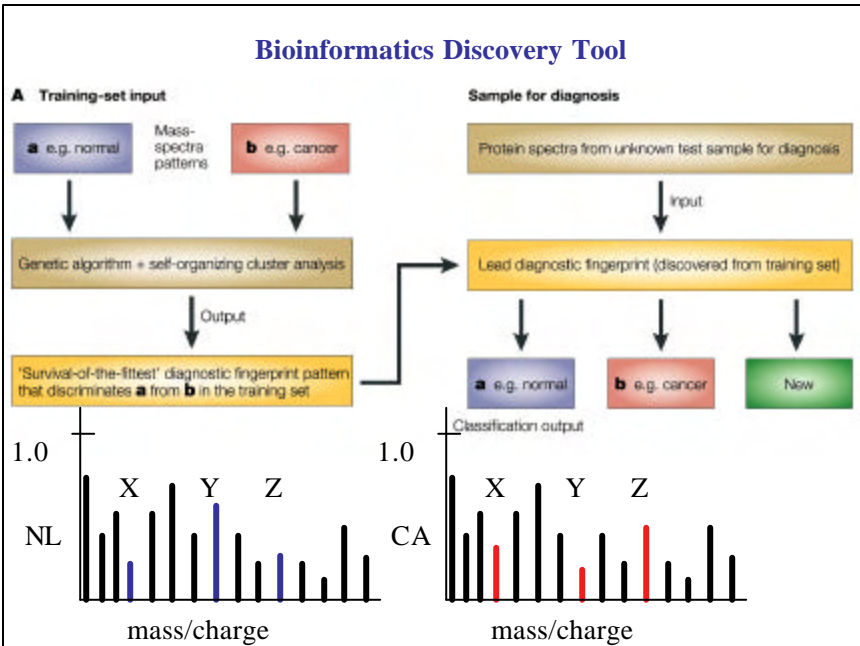 Bioinformatics Discovery Tool
A Training-set input
a e.g. normal
Mass-
spectra
patterns
b e.g. cancer
Genetic algorithm + self-organizing cluster analysis
Output
'Survival-of-the-fittest' diagnostic fingerprint pattern
that discriminates a from b in the training set
Sample for diagnosis
Protein spectra from unknown test sample for diagnosis
Input
Lead diagnostic fingerprint (discovered from training set)
a e.g. normal
b e.g. cancer
New
Classification output
1.0
X Y Z
NL
mass/charge
1.0
X Y Z
CA
mass/charge